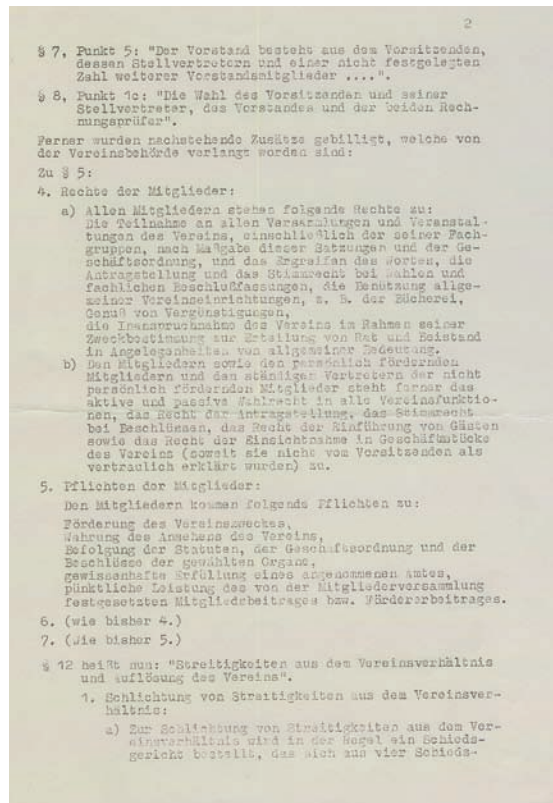 2
§ 7, Punkt 5: "Der Vorstand besteht aus dem Vorsitzenden,
dessen Stellvertretern und einer nicht festgelegten
Zahl weiterer Vorstandsmitglieder ....".
§ 8, Punkt 1c: "Die Wahl des Vorsitzenden und seiner
Stellvertreter, des Vorstandes und der beiden Rech-
nungsprüfer".
Ferner wurden nachstehende Zusätze gebilligt, welche von
der Vereinsbehörde verlangt worden sind:
Zu § 5:
4. Rechte der Mitglieder:
a) Allen Mitgliedern stehen folgende Rechte zu:
Die Teilnahme an allen Versammlungen und Veranstal-
tungen des Vereins, einschließlich der seiner Fach-
gruppen, nach Maßgabe dieser Satzungen und der Ge-
schäftsordnung, und das Ergreifen des Wortes, die
Antragstellung und das Stimmrecht bei Wahlen und
fachlichen Beschlußfassungen, die Benützung allge-
meiner Vereinseinrichtungen, z. B. der Bücherei,
Genuß von Vergünstigungen,
die Inanspruchnahme des Vereins im Rahmen seiner
Zweckbestimmung zur Erteilung von Rat und Beistand
in Angelegenheiten von allgemeiner Bedeutung.
b) Den Mitgliedern sowie den persönlich fördernden
Mitgliedern und den ständigen Vertretern der nicht
persönlich fördernden Mitglieder steht ferner das
aktive und passive Wahlrecht in alle Vereinsfunktio-
nen, das Recht der Antragstellung, das Stimmrecht
bei Beschlüssen, das Recht der Einführung von Gästen
sowie das Recht der Einsichtnahme in Geschäftsstücke
des Vereins (soweit sie nicht vom Vorsitzenden als
vertraulich erklärt wurden) zu.
5. Pflichten der Mitglieder:
Den Mitgliedern kommen folgende Pflichten zu:
Förderung des Vereinszweckes,
Wahrung des Ansehens des Vereins,
Befolgung der Statuten, der Geschäftsordnung und der
Beschlüsse der gewählten Organe,
gewissenhafte Erfüllung eines angenommenen Amtes,
pünktliche Leistung des von der Mitgliederversammlung
festgesetzten Mitgliedsbeitrages bzw. Fördererbeitrages.
6. (wie bisher 4.)
7. (Wie bisher 5.)
§ 12 heißt nun: "Streitigkeiten aus dem Vereinsverhältnis
und Auflösung des Vereins".
1. Schlichtung von Streitigkeiten aus dem Vereinsver-
hältnis:
a) Zur Schlichtung von Streitigkeiten aus dem Ver-
einsverhältnis wird in der Regel ein Schieds-
gericht bestellt, das sich aus vier Schieds-